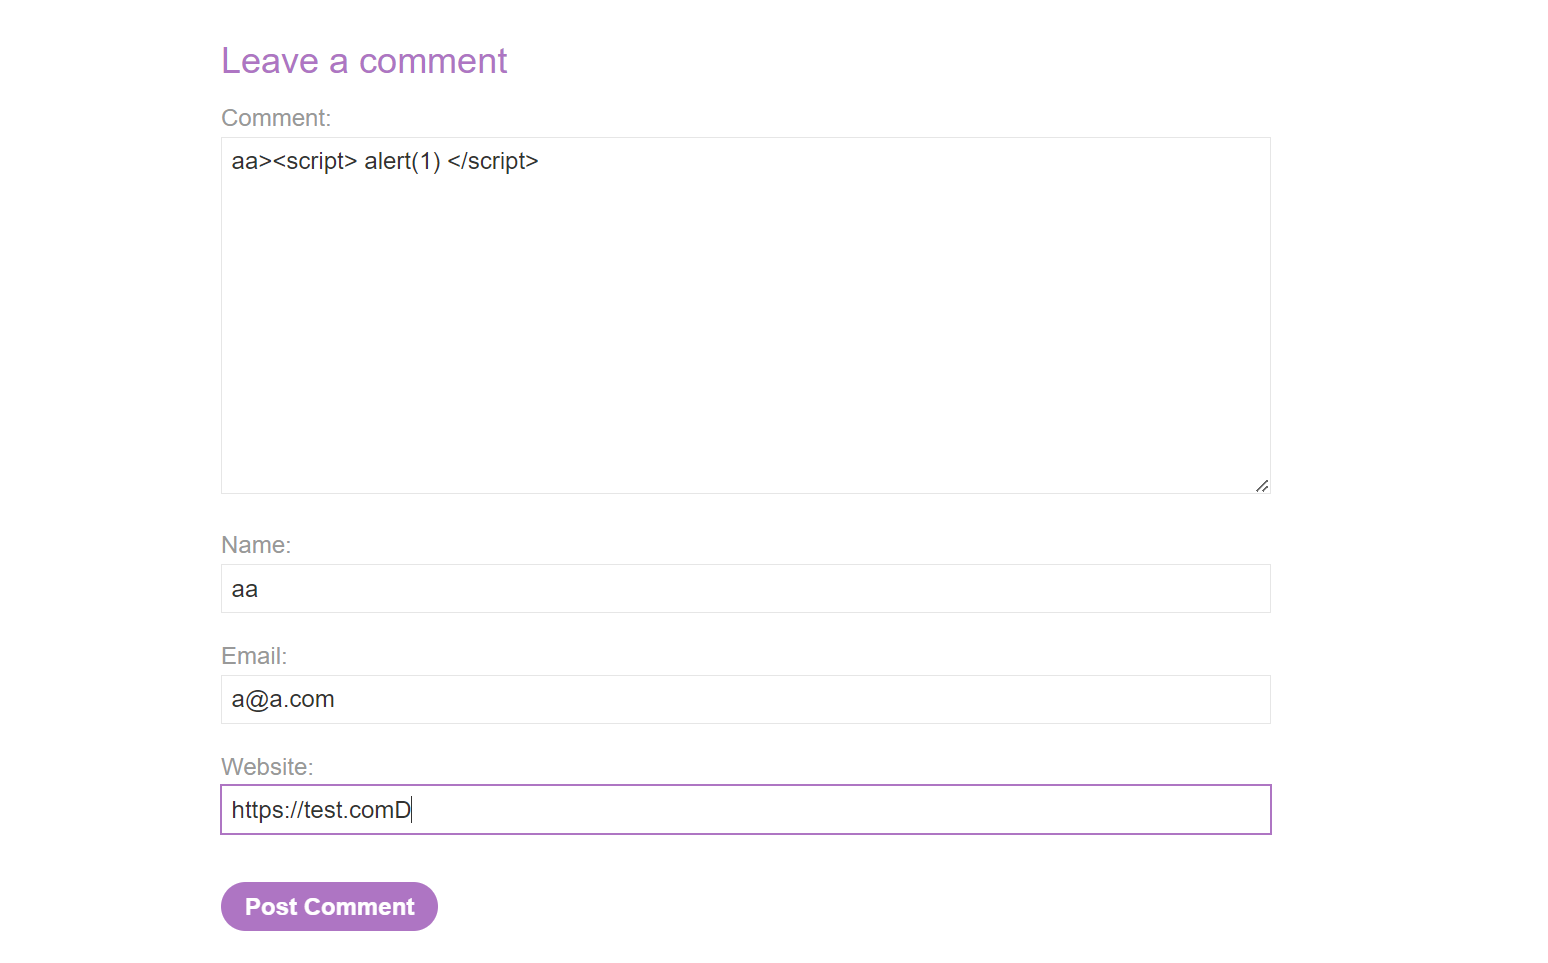 Leave a comment
Comment:
aa><script> alert(1) </script>
Name:
aa
Email:
a@a.com
Website:
https://test.comD
Post Comment